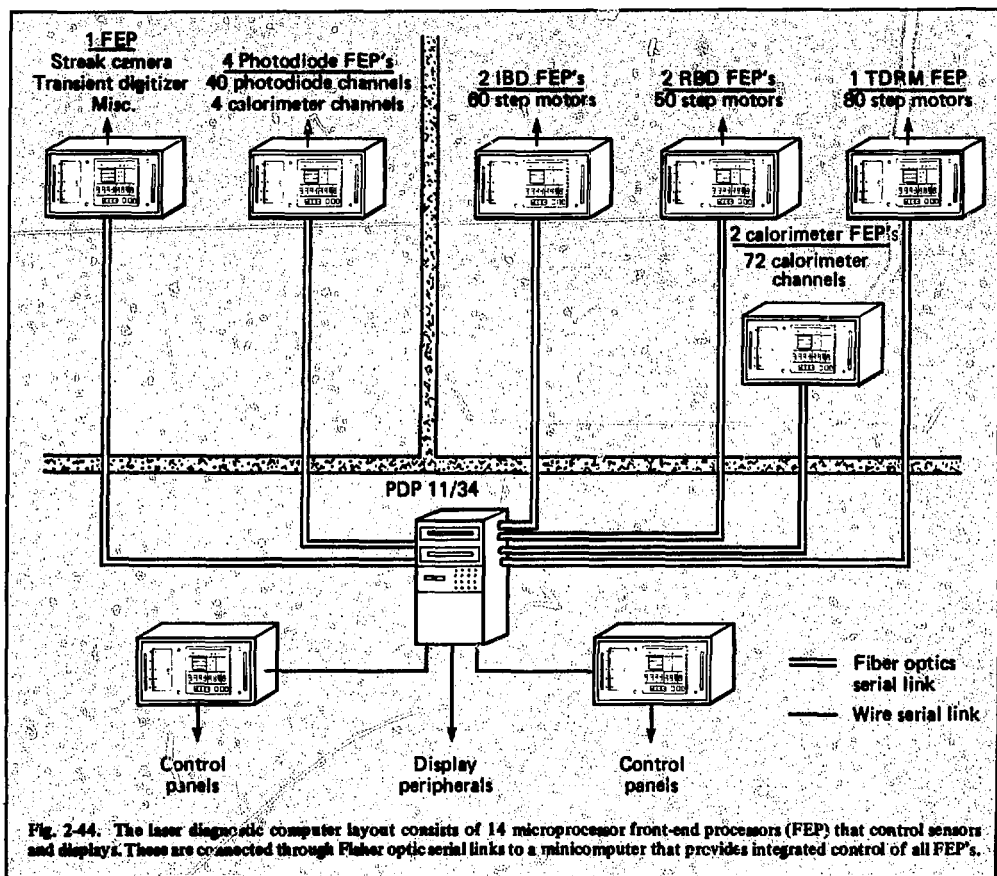 1 FEP
Streak camera
Transient digitizer
Misc.
4 Photodiode FEP's
40 photodiode channels
4 calorimeter channels
2 IBD FEP's
60 step motors
2 RBD FEP's
50 step motors
1 TDRM FEP
80 step motors
2 calorimeter FEP's
72 calorimeter
channels
PDP 11/34
Fiber optics
serial link
Wire serial link
Control
panels
Display
peripherals
Control
panels
Fig. 2-44. The laser diagnostic computer layout consists of 14 microprocessor front-end processors (FEP) that control sensors
and displays. These are connected through Fisher optic serial links to a minicomputer that provides integrated control of all FEP's.